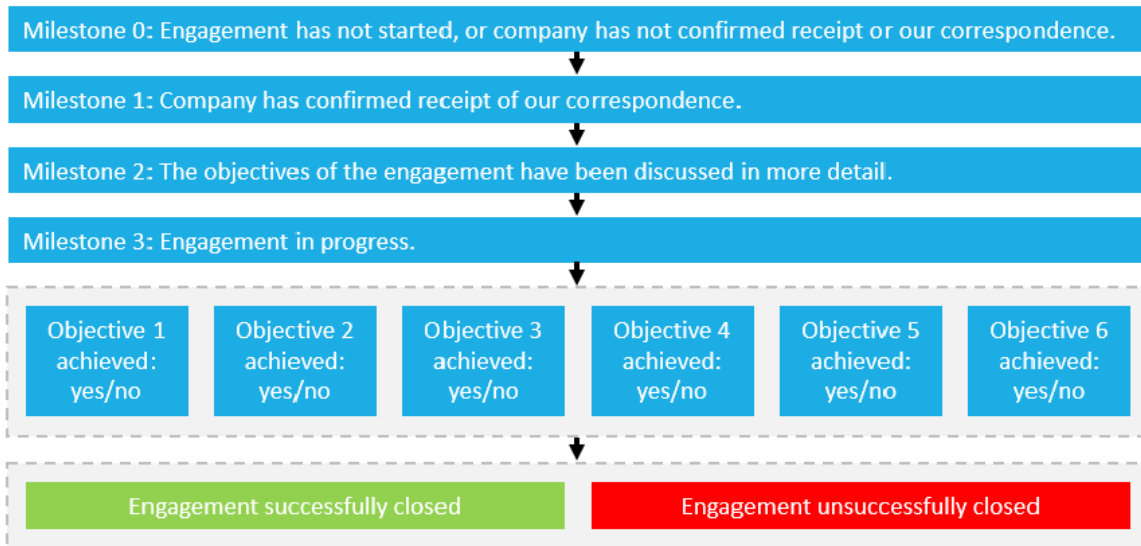 Milestone 0: Engagement has not started, or company has not confirmed receipt or our correspondence.
Milestone 1: Company has confirmed receipt of our correspondence.
Milestone 2: The objectives of the engagement have been discussed in more detail.
Milestone 3: Engagement in progress.
Objective 1
achieved:
yes/no
Objective 2
achieved:
yes/no
Objective 3
achieved:
yes/no
Objective 4
achieved:
yes/no
Objective 5
achieved:
yes/no
Objective 6
achieved:
yes/no
Engagement successfully closed
Engagement unsuccessfully closed